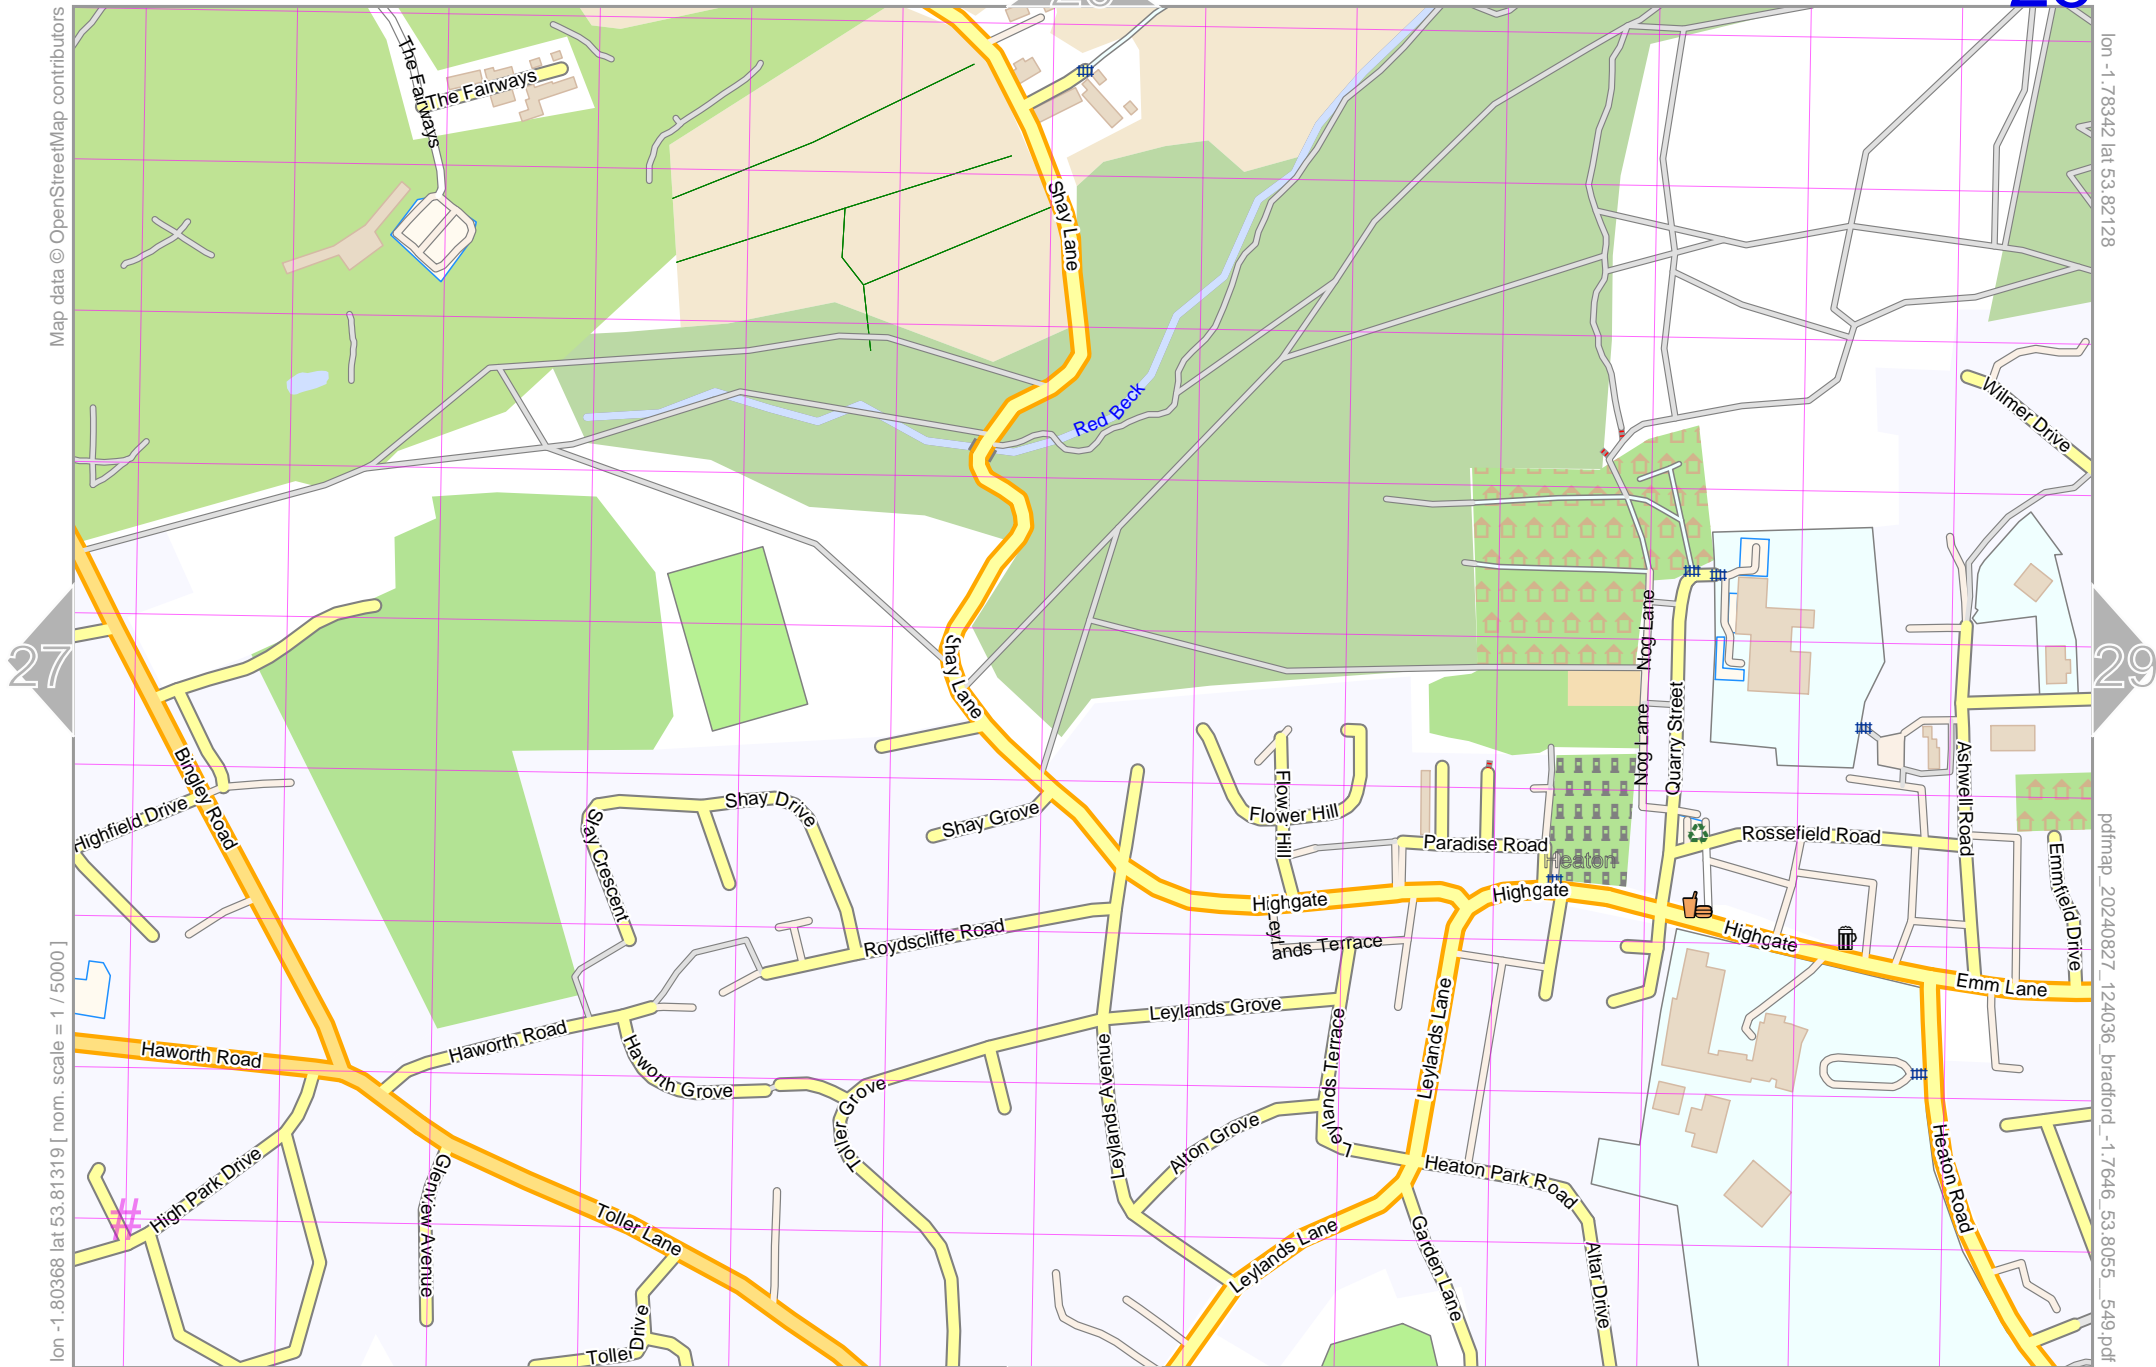 28
Map data © OpenStreetMap contributors
lon -1.78342 lat 53.82128
The Fairways
The Fairways
Shay Lane
Red Beck
Wilmer Drive
27
29
Nog Lane
Shay Lane
Quarry Street
Nog Lane
Bingley Road
Ashwell Road
Highfield Drive
Shay Drive
Shay Crescent
Shay Grove
Flower Hill
Flower Hill
Paradise Road
Heaton
Rossefield Road
Emmfield Drive
Highgate
Highgate
Highgate
Roydscliffe Road
Leylands Terrace
Emm Lane
Leylands Grove
Leylands Lane
Haworth Road
Haworth Road
Haworth Grove
Toller Grove
Leylands Avenue
Leylands Terrace
Alton Grove
Heaton Park Road
Heaton Road
High Park Drive
Glenview Avenue
#
Toller Lane
Leylands Lane
Garden Lane
Altar Drive
Toller Drive
lon -1.80368 lat 53.81319 [ nom. scale = 1 / 5000 ]
pdfmap_20240827_124036_bradford_-1.7646_53.8055__549.pdf